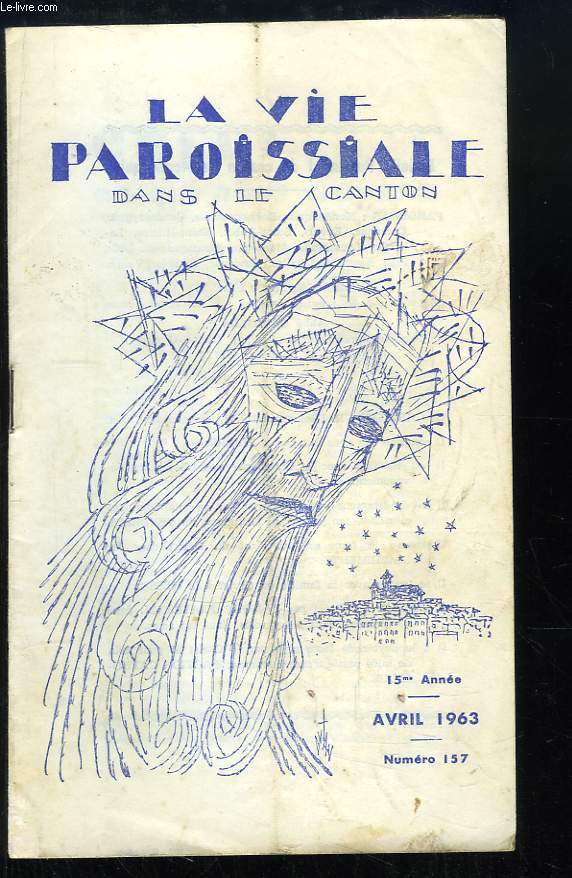 Le-livre.com
LA ViE
PAROiSSiALE
DANS LE CANTON
15me Année
AVRIL 1963
Numéro 157